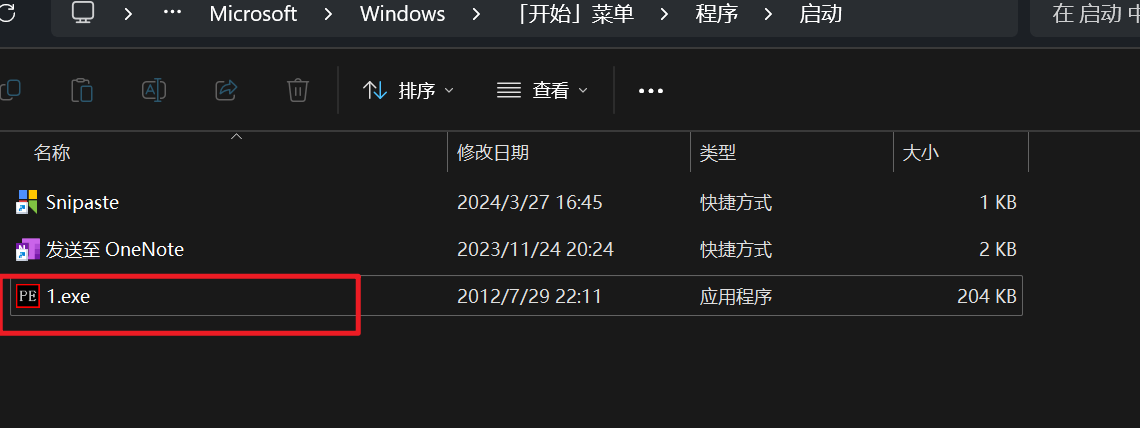 … Microsoft Windows 「开始」菜单 程序 启动 在 启动 中
排序 查看 •••
名称 修改日期 类型 大小
Snipaste 2024/3/27 16:45 快捷方式 1 KB
发送至 OneNote 2023/11/24 20:24 快捷方式 2 KB
PE 1.exe 2012/7/29 22:11 应用程序 204 KB